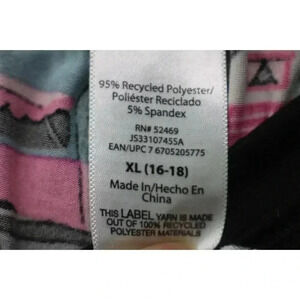 95% Recycled Polyester/
Poliéster Reciclado
5% Spandex
RN# 52469
JS33107455A
EAN/UPC 7 6705205775
XL (16-18)
Made In/Hecho En
China
THIS LABEL YARN IS MADE
OUT OF 100% RECYCLED
POLYESTER MATERIALS